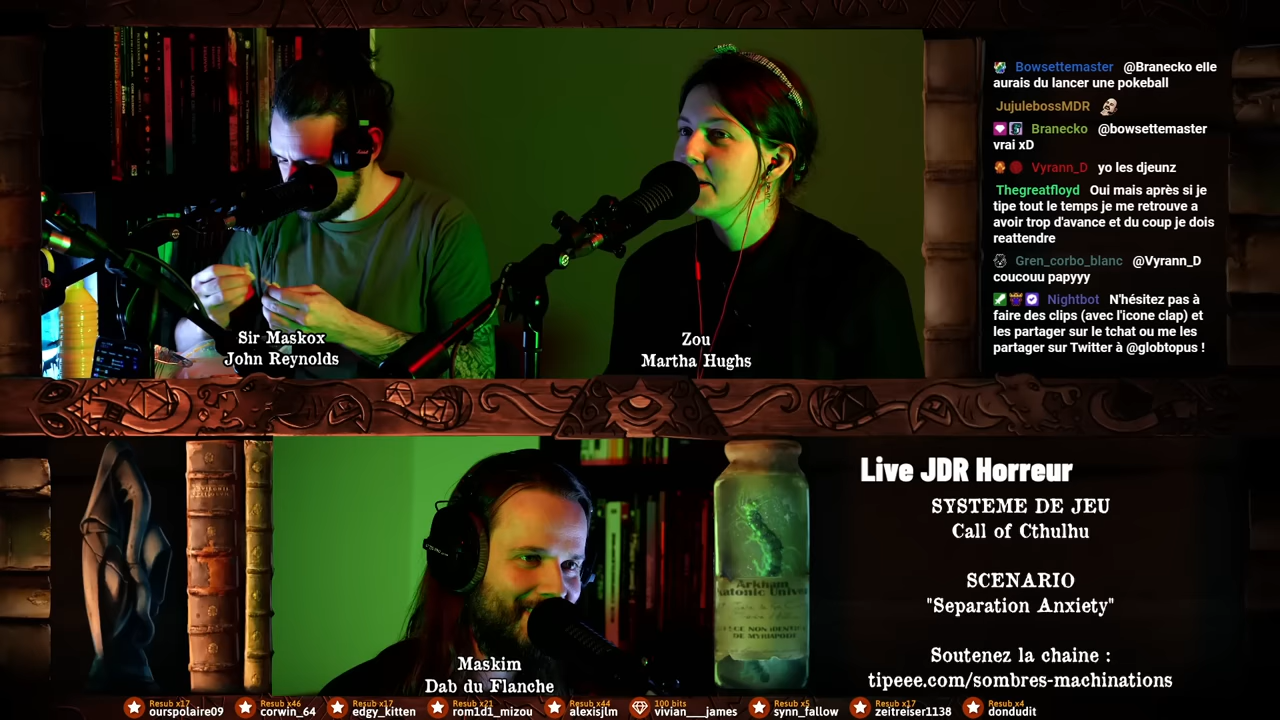 Sir Maskox
John Reynolds
Zou
Martha Hughs
Bowsettemaster @Branecko elle
aurais du lancer une pokeball
JujulebossMDR
Branecko @bowsettemaster
vrai xD
Vyrann_D yo les djeunz
Thegreatfloyd Oui mais après si je
tipe tout le temps je me retrouve a
avoir trop d'avance et du coup je dois
reattendre
Gren_corbo_blanc @Vyrann_D
coucou papyyy
Nightbot N'hésitez pas à
faire des clips (avec l'icone clap) et
les partager sur le tchat ou me les
partager sur Twitter à @globtopus !
Maskim
Dab du Flanche
Arkham
Live JDR Horreur
SYSTEME DE JEU
Call of Cthulhu
SCENARIO
"Separation Anxiety"
Soutenez la chaine :
tipeee.com/sombres-machinations
Resub x17
ourspolaire09
Resub x46
corwin_64
Resub x17
edgy_kitten
Resub x21
rom1d1_mizou
Resub x44
alexisjlm
100 bits
vivian___james
Resub x5
synn_fallow
Resub x17
zeitreiser1138
Resub x4
dondudit